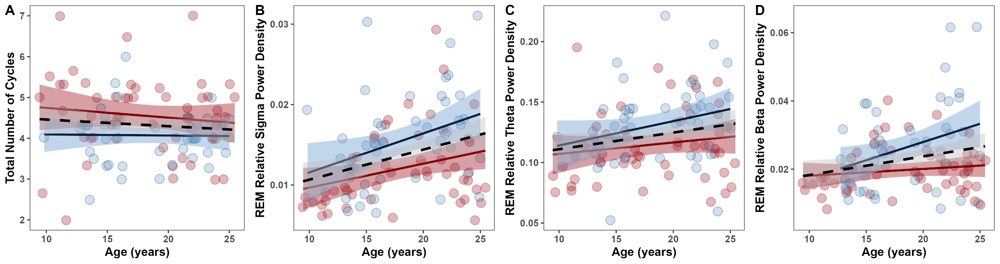 A
Total Number of Cycles
7
6
5
4
3
2
10 15 20 25
Age (years)
B
REM Relative Sigma Power Density
0.03
0.02
0.01
10 15 20 25
Age (years)
C
REM Relative Theta Power Density
0.20
0.15
0.10
0.05
10 15 20 25
Age (years)
D
REM Relative Beta Power Density
0.06
0.04
0.02
10 15 20 25
Age (years)